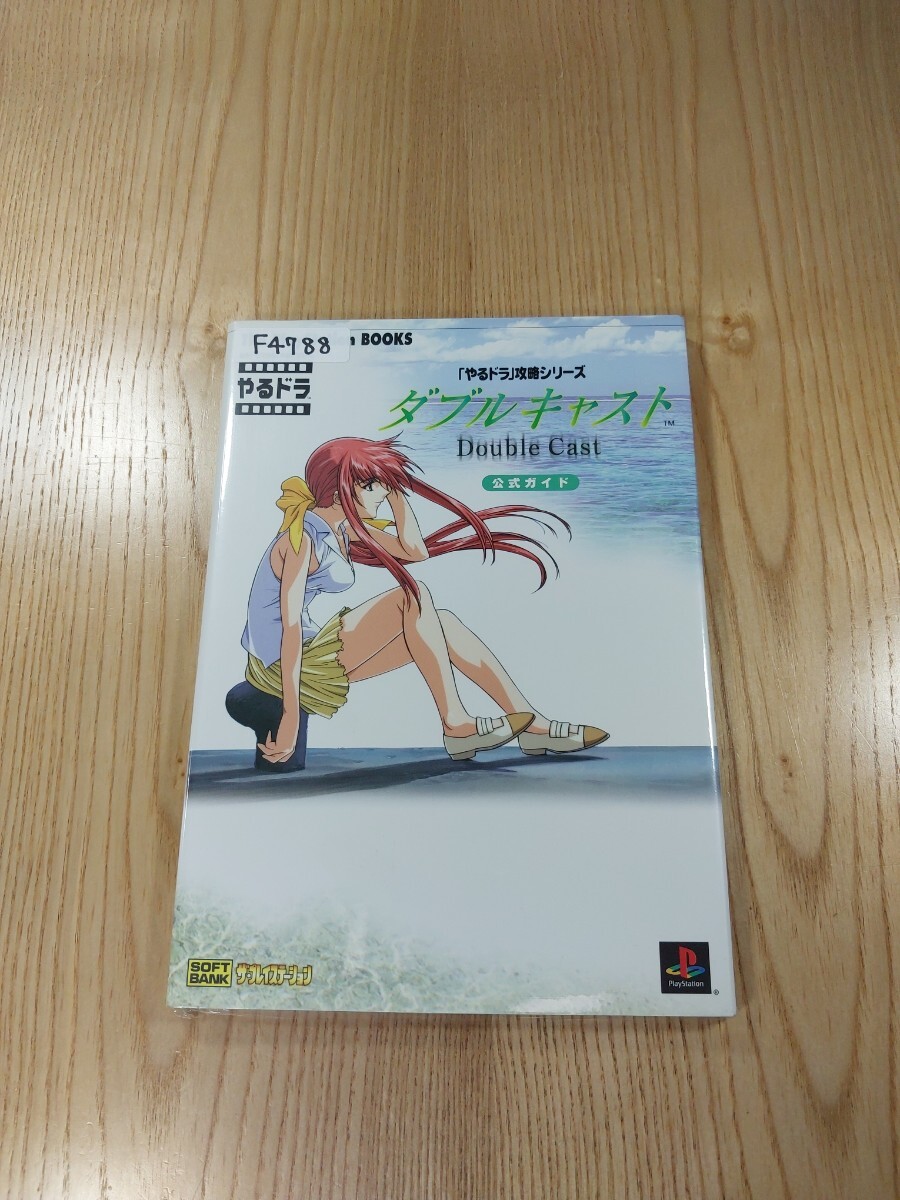 F4788
BOOKS
やるドラ
「やるドラ」攻略シリーズ
ダブルキャスト™
Double Cast
公式ガイド
SOFT
BANK
ザ・プレイステーション
PlayStation
®